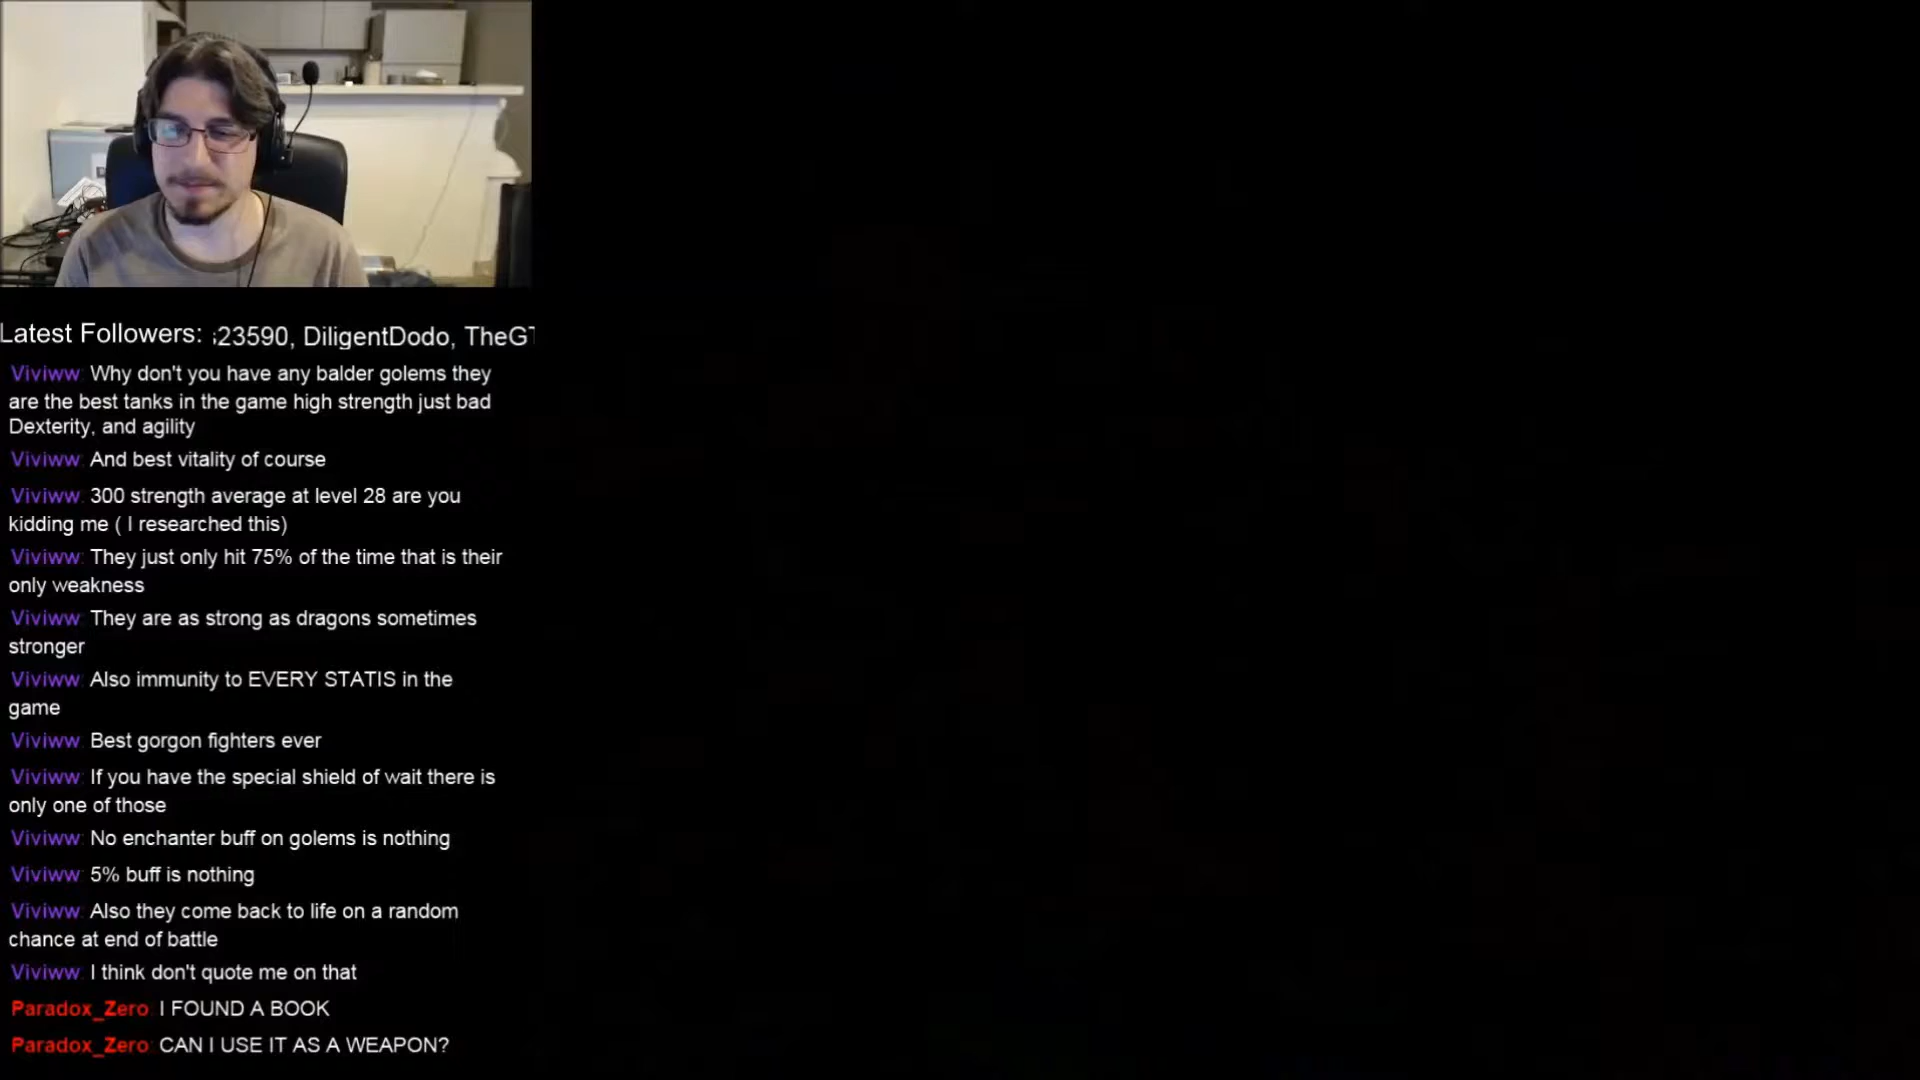 Latest Followers: 23590, DiligentDodo, TheGT
Viviww: Why don't you have any balder golems they
are the best tanks in the game high strength just bad
Dexterity, and agility
Viviww: And best vitality of course
Viviww: 300 strength average at level 28 are you
kidding me ( I researched this)
Viviww: They just only hit 75% of the time that is their
only weakness
Viviww: They are as strong as dragons sometimes
stronger
Viviww: Also immunity to EVERY STATIS in the
game
Viviww: Best gorgon fighters ever
Viviww: If you have the special shield of wait there is
only one of those
Viviww: No enchanter buff on golems is nothing
Viviww: 5% buff is nothing
Viviww: Also they come back to life on a random
chance at end of battle
Viviww: I think don't quote me on that
Paradox_Zero: I FOUND A BOOK
Paradox_Zero: CAN I USE IT AS A WEAPON?